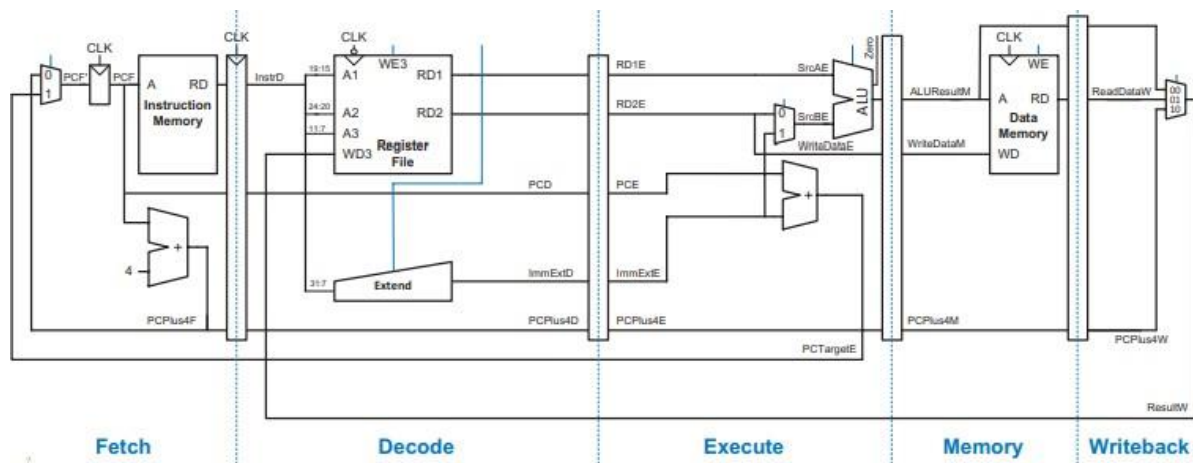 CLK
CLK
CLK
CLK
0
1
PCF'
PCF
A RD
Instruction
Memory
InstrD
19:15
A1
WE3
RD1
24:20
A2
RD2
11:7
A3
WD3
Register
File
RD1E
RD2E
SrcAE
0
1
SrcBE
ALU
Zero
WriteDataE
ALUResultM
WriteDataM
WE
A RD
Data
Memory
WD
ReadDataW
00
01
10
PCD
PCE
+
4
+
31:7
Extend
ImmExtD
ImmExtE
PCPlus4F
PCPlus4D
PCPlus4E
PCPlus4M
PCPlus4W
PCTargetE
ResultW
Fetch
Decode
Execute
Memory
Writeback